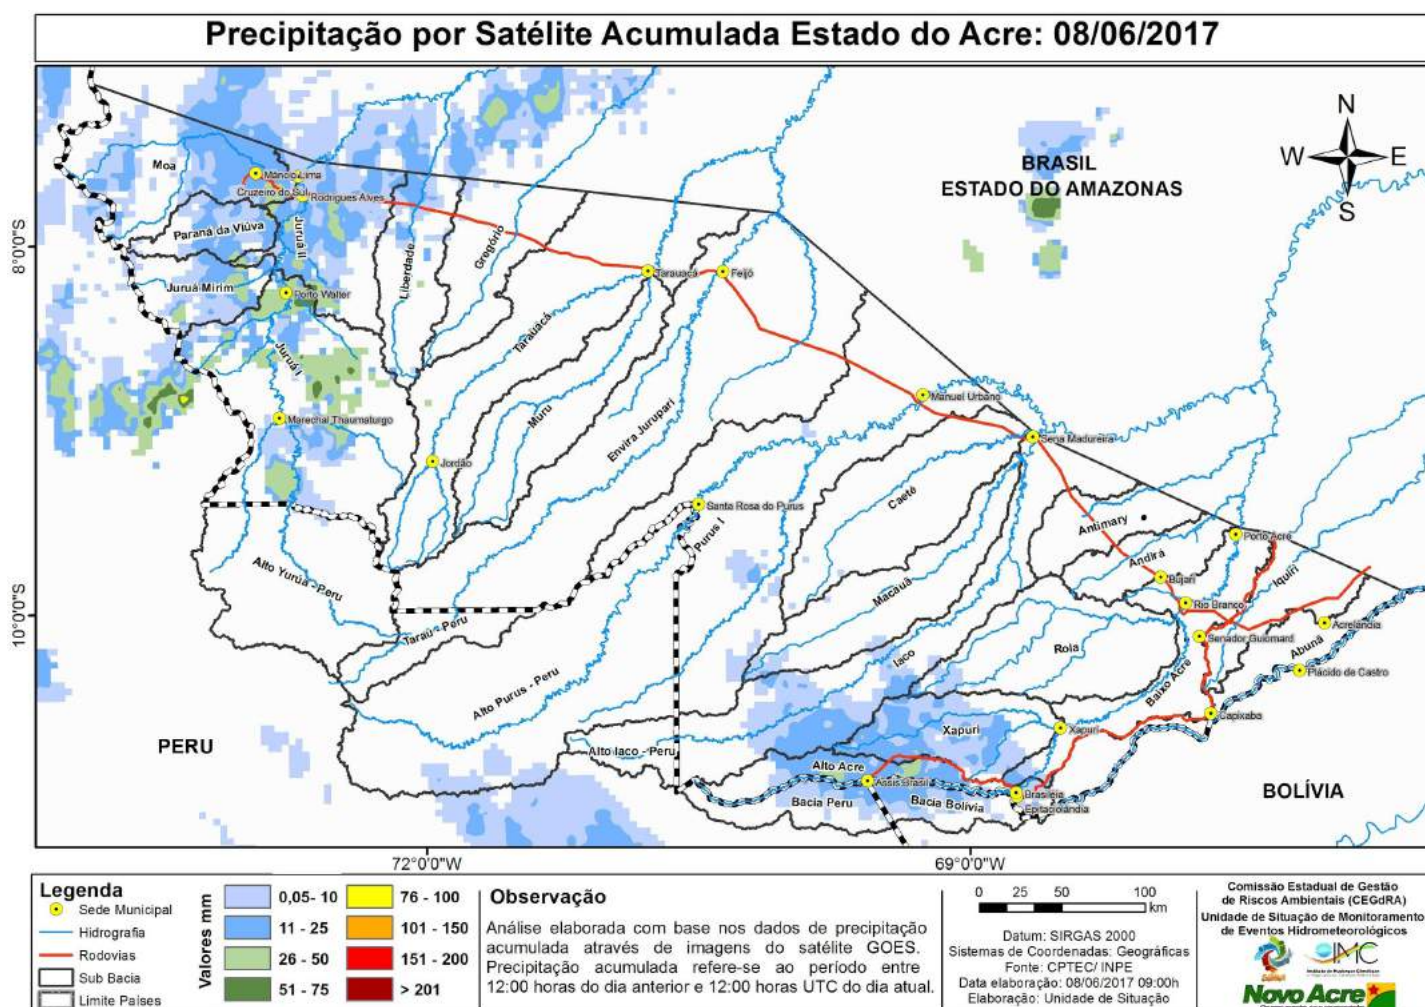 Precipitação por Satélite Acumulada Estado do Acre: 08/06/2017
N
W
E
S
BRASIL
ESTADO DO AMAZONAS
PERU
BOLÍVIA
8°0'0"S
10°0'0"S
72°0'0"W
69°0'0"W
Moa
Mâncio Lima
Cruzeiro do Sul
Rodrigues Alves
Paraná da Viúva
Juruá II
Juruá Mirim
Porto Walter
Liberdade
Gregório
Tarauacá
Feijó
Tarauacá
Juruá I
Marechal Thaumaturgo
Muru
Envira Jurupari
Manuel Urbano
Sena Madureira
Jordão
Santa Rosa do Purus
Purus I
Caeté
Antimary
Porto Acre
Andirá
Bujari
Iquiri
Rio Branco
Alto Yurúa - Peru
Macauã
Senador Guiomard
Acrelândia
Taraú - Peru
Iaco
Rola
Abunã
Baixo Acre
Plácido de Castro
Alto Purus - Peru
Capixaba
Xapuri
Xapuri
Alto Iaco - Peru
Alto Acre
Assis Brasil
Brasileia
Epitaciolândia
Bacia Peru
Bacia Bolívia
Legenda
Sede Municipal
Hidrografia
Rodovias
Sub Bacia
Limite Países
Valores mm
0,05- 10
11 - 25
26 - 50
51 - 75
76 - 100
101 - 150
151 - 200
> 201
Observação
Análise elaborada com base nos dados de precipitação
acumulada através de imagens do satélite GOES.
Precipitação acumulada refere-se ao período entre
12:00 horas do dia anterior e 12:00 horas UTC do dia atual.
0 25 50 100
km
Datum: SIRGAS 2000
Sistemas de Coordenadas: Geográficas
Fonte: CPTEC/ INPE
Data elaboração: 08/06/2017 09:00h
Elaboração: Unidade de Situação
Comissão Estadual de Gestão
de Riscos Ambientais (CEGdRA)
Unidade de Situação de Monitoramento
de Eventos Hidrometeorológicos
IMC
Novo Acre